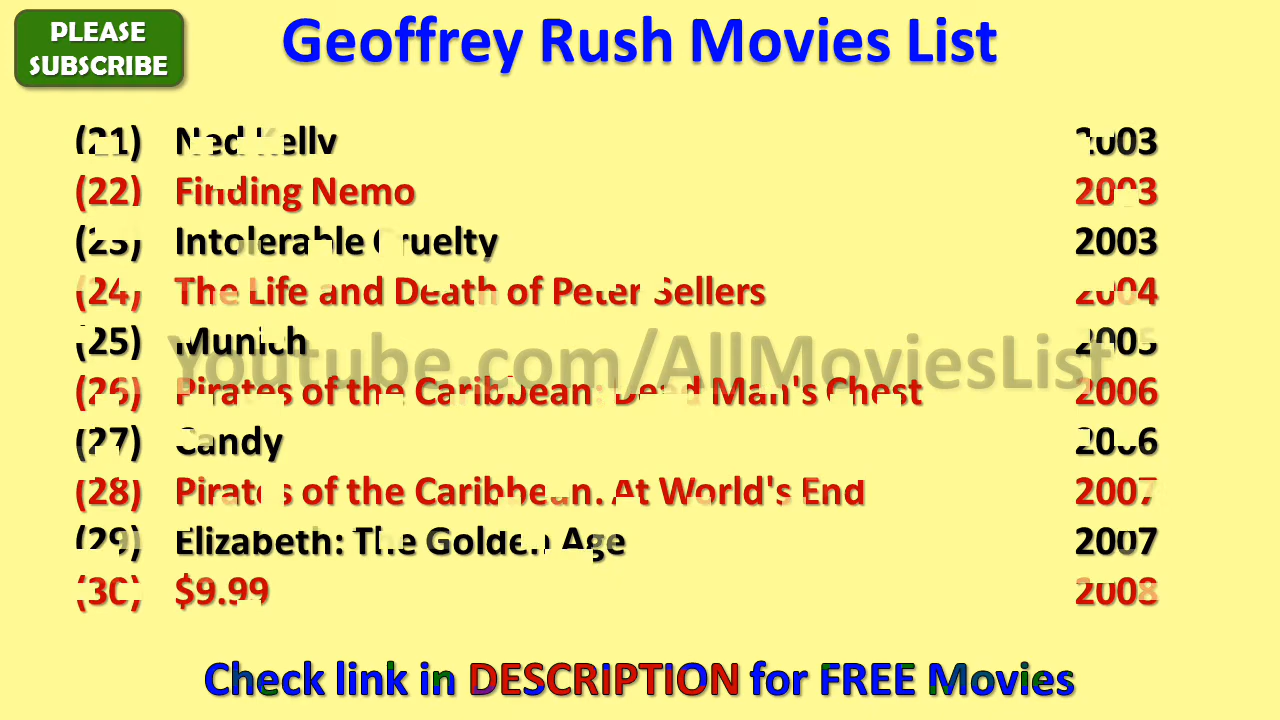 PLEASE
SUBSCRIBE
Geoffrey Rush Movies List
(21) Ned Kelly 2003
(22) Finding Nemo 2003
(23) Intolerable Cruelty 2003
(24) The Life and Death of Peter Sellers 2004
(25) Munich 2005
Youtube.com/AllMoviesList
(26) Pirates of the Caribbean: Dead Man's Chest 2006
(27) Candy 2006
(28) Pirates of the Caribbean: At World's End 2007
(29) Elizabeth: The Golden Age 2007
(30) $9.99 2008
Check link in DESCRIPTION for FREE Movies